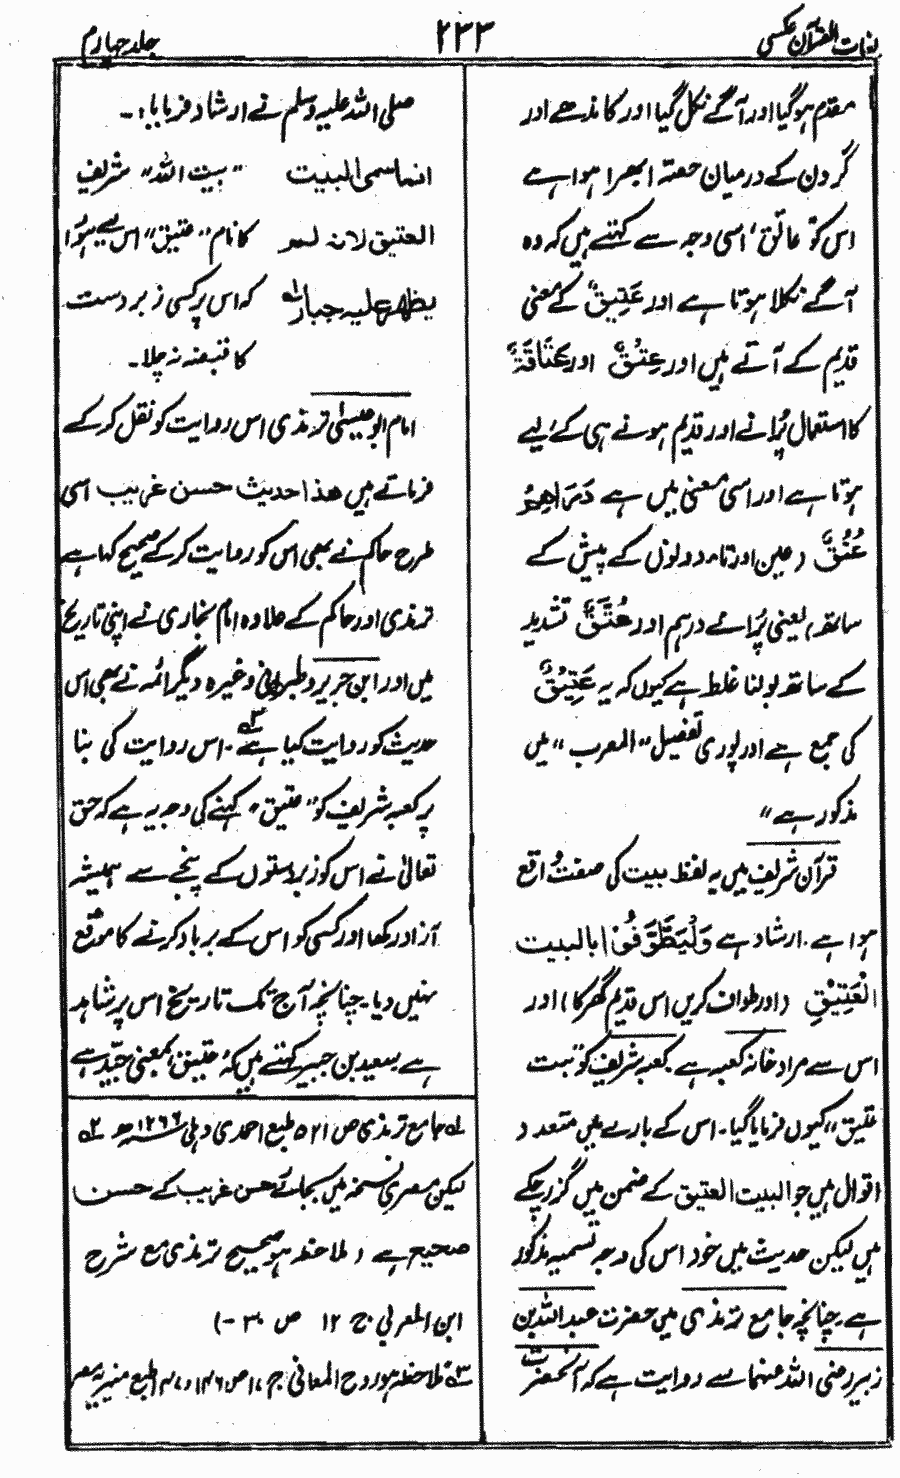 لغات القرآن عکسی
۲۳۳
جلد چہارم
مقدم ہوگیا اور آگے نکل گیا اور کاندھے اور
گردن کے درمیان حصہ ابھرا ہوا ہے
اس کو عاتق، اسی وجہ سے کہتے ہیں کہ وہ
آگے نکلا ہوتا ہے اور عَتِیقٌ کے معنی
قدیم کے آتے ہیں اور عِتْقٌ اور عَتَاقَةٌ
کا استعمال پُرانے اور قدیم ہونے ہی کے لیے
ہوتا ہے اور اسی معنی میں ہے دَرَاهِمُ
عُتُقٌ (عین اور تا، دونوں کے پیش کے
ساتھ، یعنی پُرانے درہم اور عُتَّقٌ تشدید
کے ساتھ بولنا غلط ہے کیوں کہ یہ عَتِیْقٌ
کی جمع ہے اور پوری تفصیل "المعرب" میں
مذکور ہے"
قرآن شریف میں یہ لفظ بیت کی صفت واقع
ہوا ہے۔ ارشاد ہے وَلْیَطَّوَّفُوْا بِالْبَیْتِ
الْعَتِیْقِ (اور طواف کریں اس قدیم گھر کا) اور
اس سے مراد خانہ کعبہ ہے کعبہ شریف کو "بیت
عتیق" کیوں فرمایا گیا۔ اس کے بارے میں متعدد
اقوال ہیں جو البیت العتیق کے ضمن میں گزر چکے
ہیں لیکن حدیث میں خود اس کی وجہ تسمیہ مذکور
ہے۔ چنانچہ جامع ترمذی میں حضرت عبداللہ بن
زبیر رضی اللہ عنہما سے روایت ہے کہ آنحضرت
صلی اللہ علیہ وسلم نے ارشاد فرمایا:۔
انما سمی البیت "بیت اللہ" شریف
العتیق لانہ لم کا نام "عتیق" اس لیے ہوا
یظهر علیہ جبار کہ اس پر کسی زبردست
کا قبضہ نہ چلا۔
امام ابوعیسیٰ ترمذی اس روایت کو نقل کر کے
فرماتے ہیں هذا حدیث حسن غریب اسی
طرح حاکم نے بھی اس کو روایت کر کے صحیح کہا ہے
ترمذی اور حاکم کے علاوہ امام بخاری نے اپنی تاریخ
میں اور ابن جریر و طبرانی وغیرہ دیگر ائمہ نے بھی اس
حدیث کو روایت کیا ہے۔ اس روایت کی بنا
پر کعبہ شریف کو "عتیق" کہنے کی وجہ یہ ہے کہ حق
تعالیٰ نے اس کو زبردستوں کے پنجے سے ہمیشہ
آزاد رکھا اور کسی کو اس کے برباد کرنے کا موقع
نہیں دیا۔ چنانچہ آج تک تاریخ اس پر شاہد
ہے۔ سعید بن جبیر کہتے ہیں کہ "عتیق" بمعنی جیّد ہے
لہ جامع ترمذی ص ۵۲۱ طبع احمدی دہلی ۱۲۶۶ھ ۲ہ
لیکن مصری نسخہ میں بجائے حسن غریب کے حسن
صحیح ہے (ملاحظہ ہو صحیح ترمذی مع شرح
ابن العربی ج ۱۲ ص ۳۰۔)
۳ہ ملاحظہ ہو روح المعانی ج ۱۷، ص ۱۴۶ و ۱۴۷ طبع منیریہ مصر